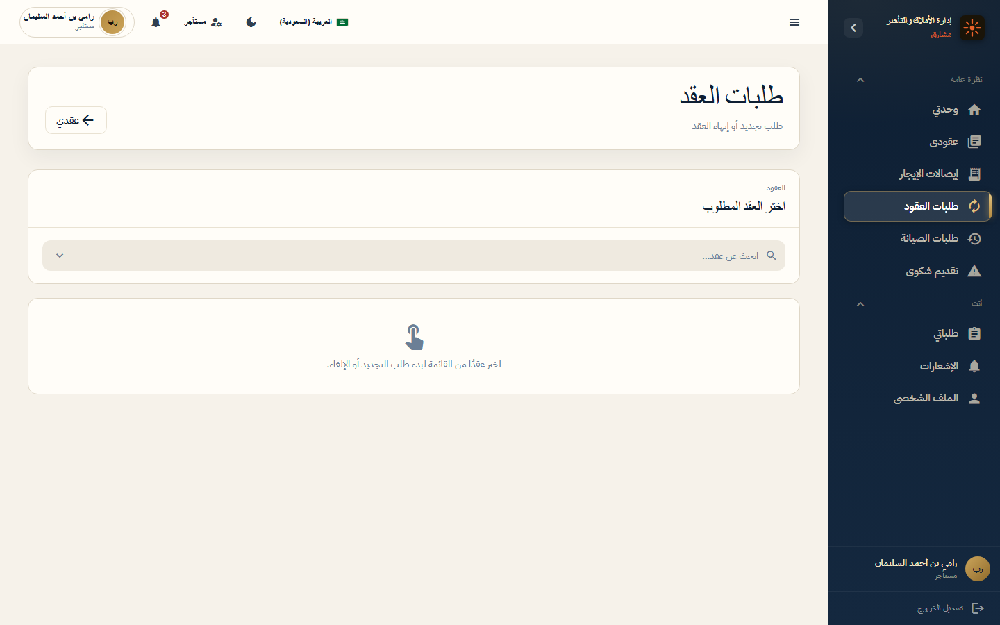 إدارة الأملاك والتأجير
مشارق
نظرة عامة
وحدتي
عقودي
إيصالات الإيجار
طلبات العقود
طلبات الصيانة
تقديم شكوى
أنت
طلباتي
الإشعارات
الملف الشخصي
رامي بن أحمد السليمان
مستأجر
تسجيل الخروج
العربية (السعودية)
مستأجر
3
رب
رامي بن أحمد السليمان
مستأجر
طلبات العقد
طلب تجديد أو إنهاء العقد
عقدي
العقود
اختر العقد المطلوب
ابحث عن عقد...
اختر عقدًا من القائمة لبدء طلب التجديد أو الإلغاء.
رب